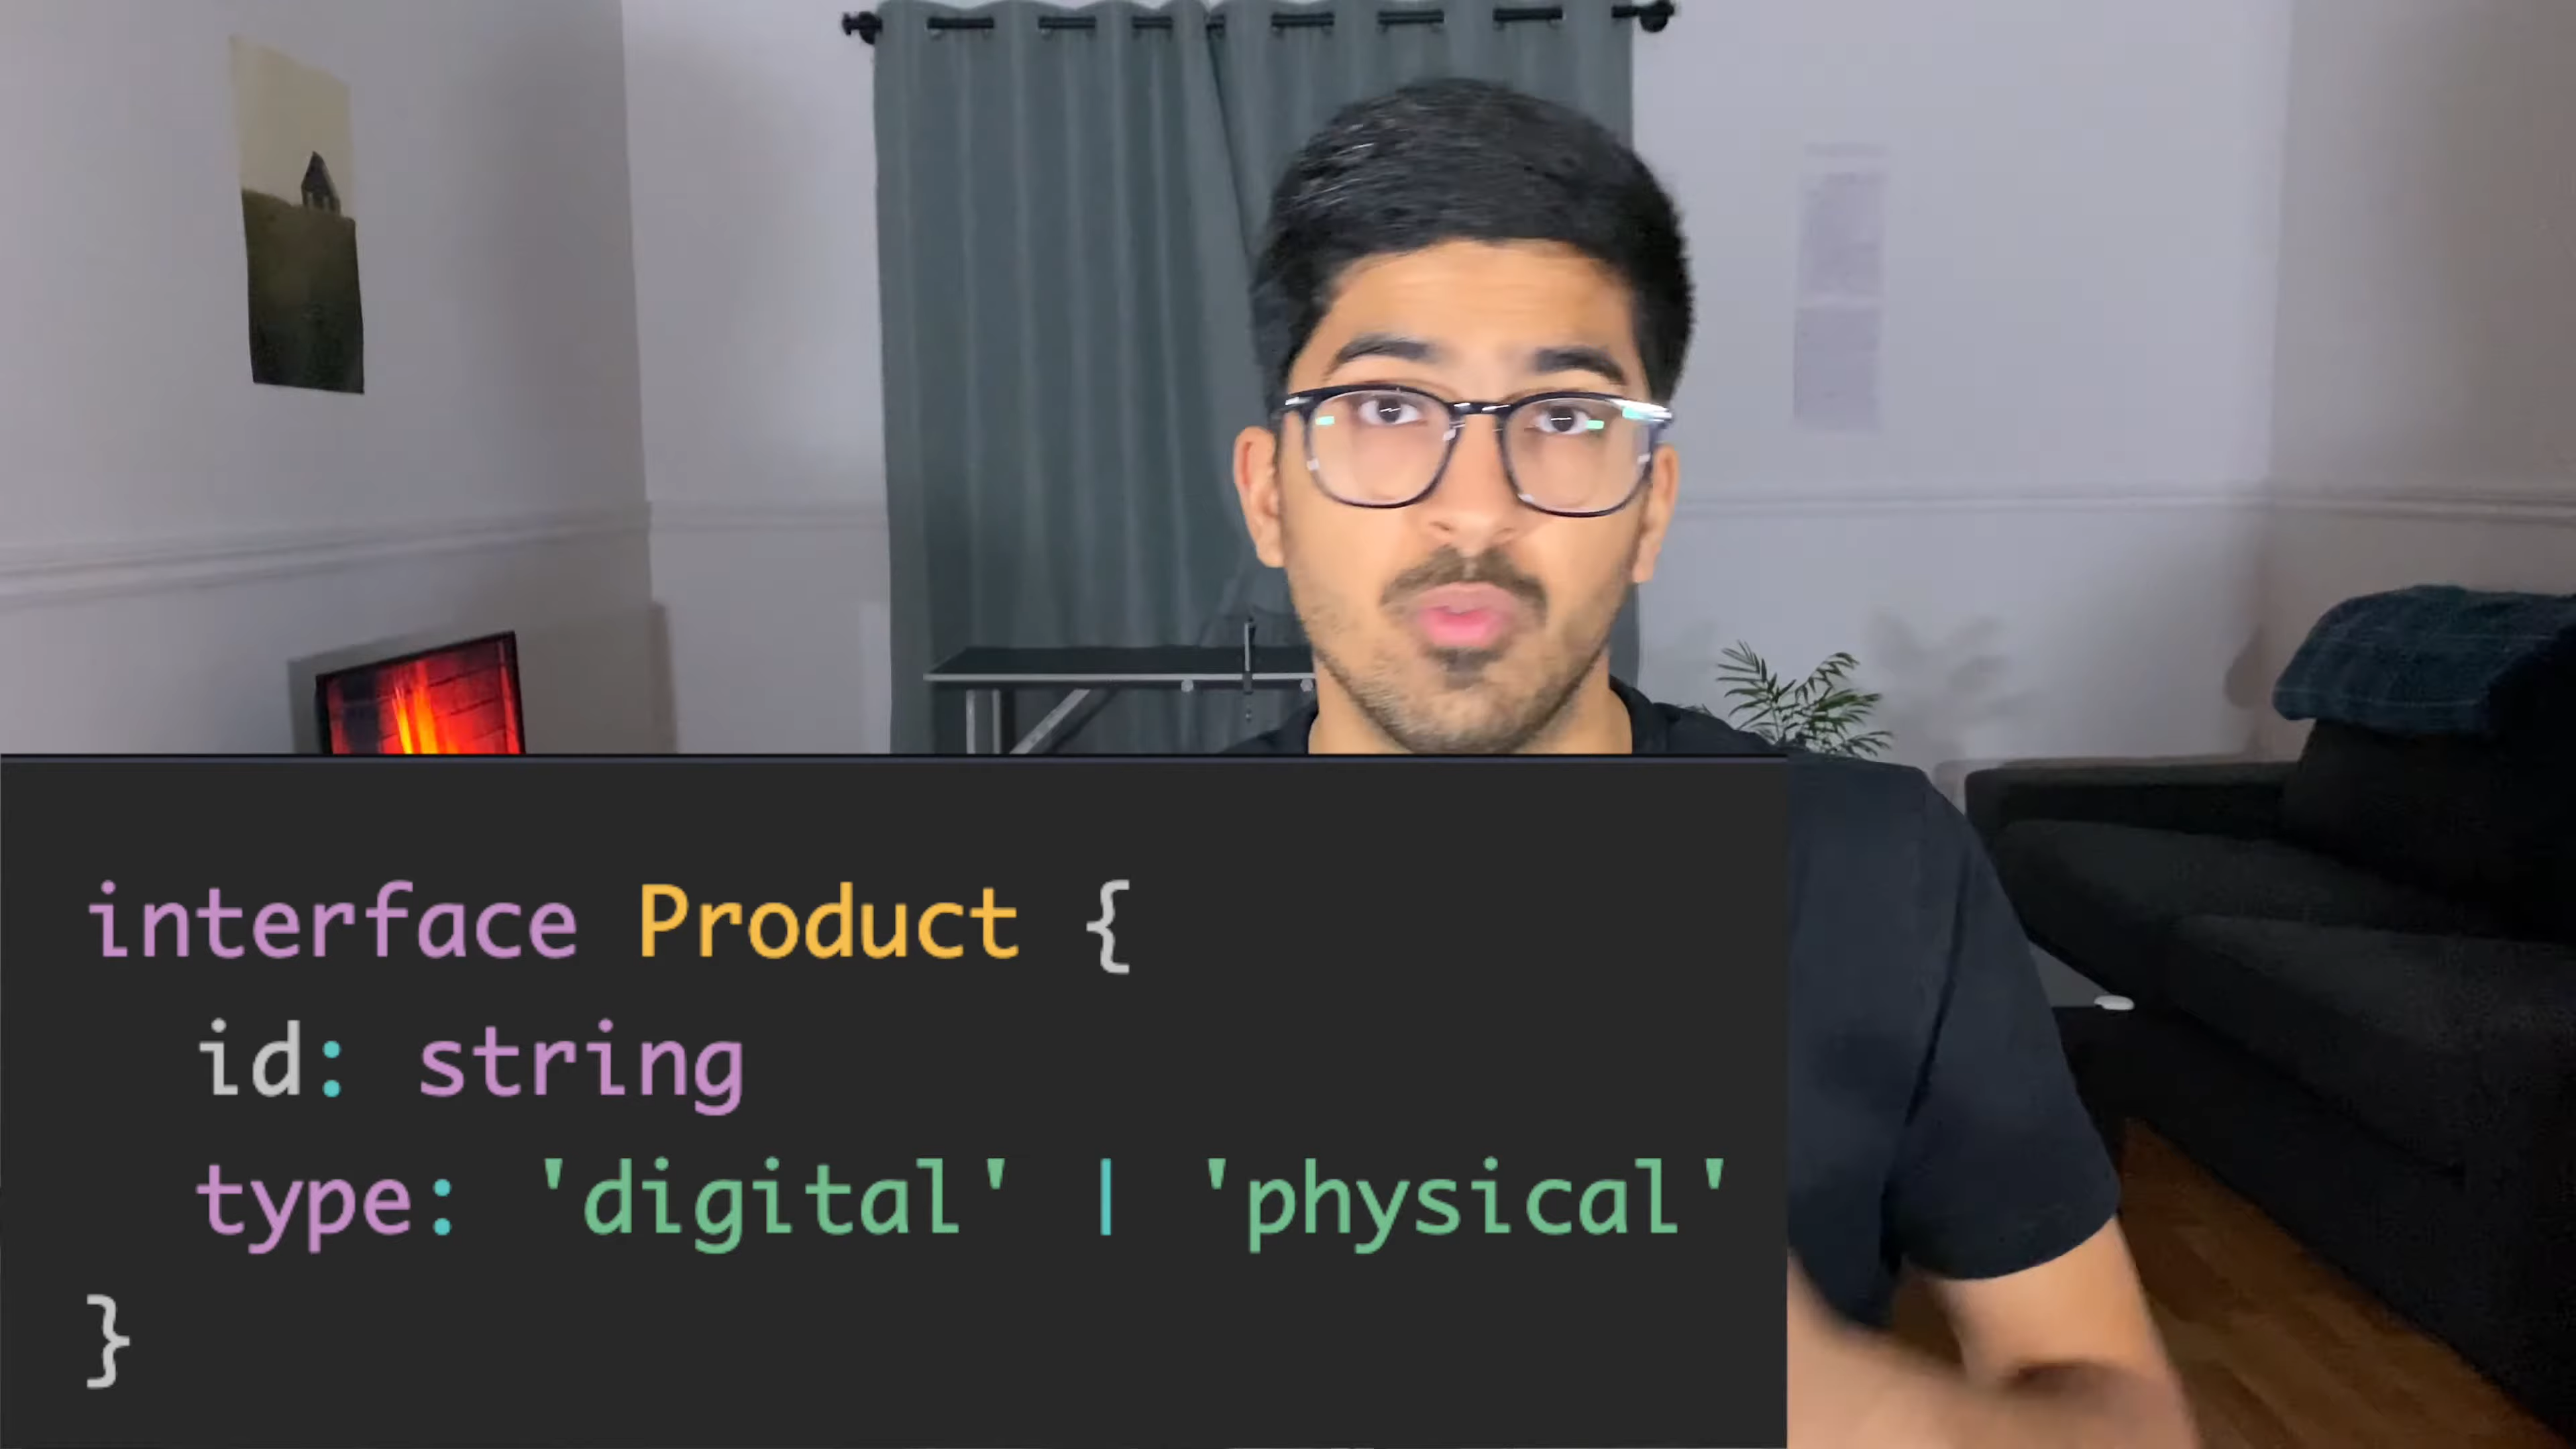 interface Product {
id: string
type: 'digital' | 'physical'
}